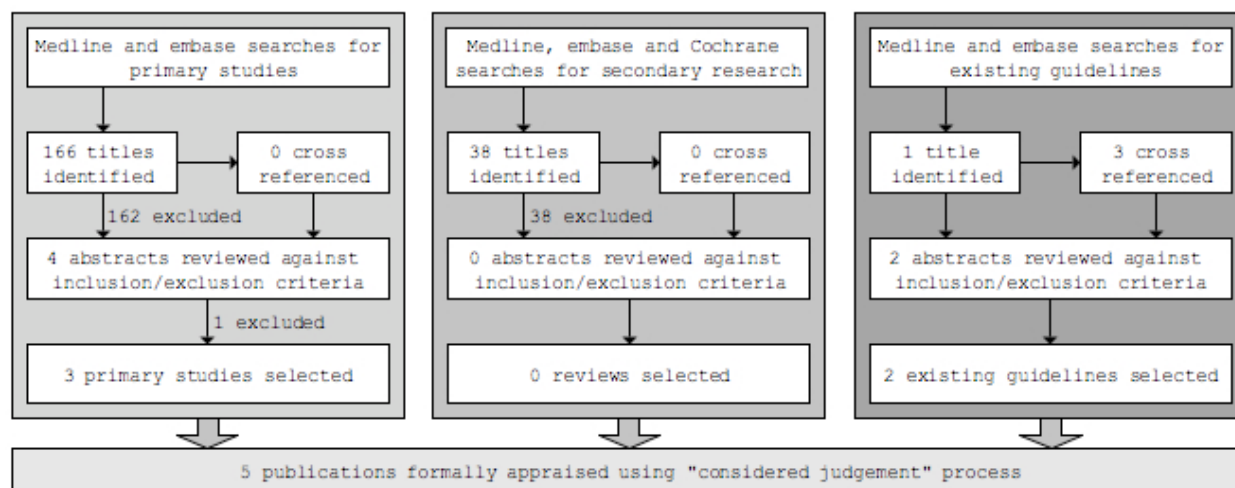 Medline and embase searches for
primary studies
166 titles
identified
0 cross
referenced
162 excluded
4 abstracts reviewed against
inclusion/exclusion criteria
1 excluded
3 primary studies selected
Medline, embase and Cochrane
searches for secondary research
38 titles
identified
0 cross
referenced
38 excluded
0 abstracts reviewed against
inclusion/exclusion criteria
0 reviews selected
Medline and embase searches for
existing guidelines
1 title
identified
3 cross
referenced
2 abstracts reviewed against
inclusion/exclusion criteria
2 existing guidelines selected
5 publications formally appraised using "considered judgement" process